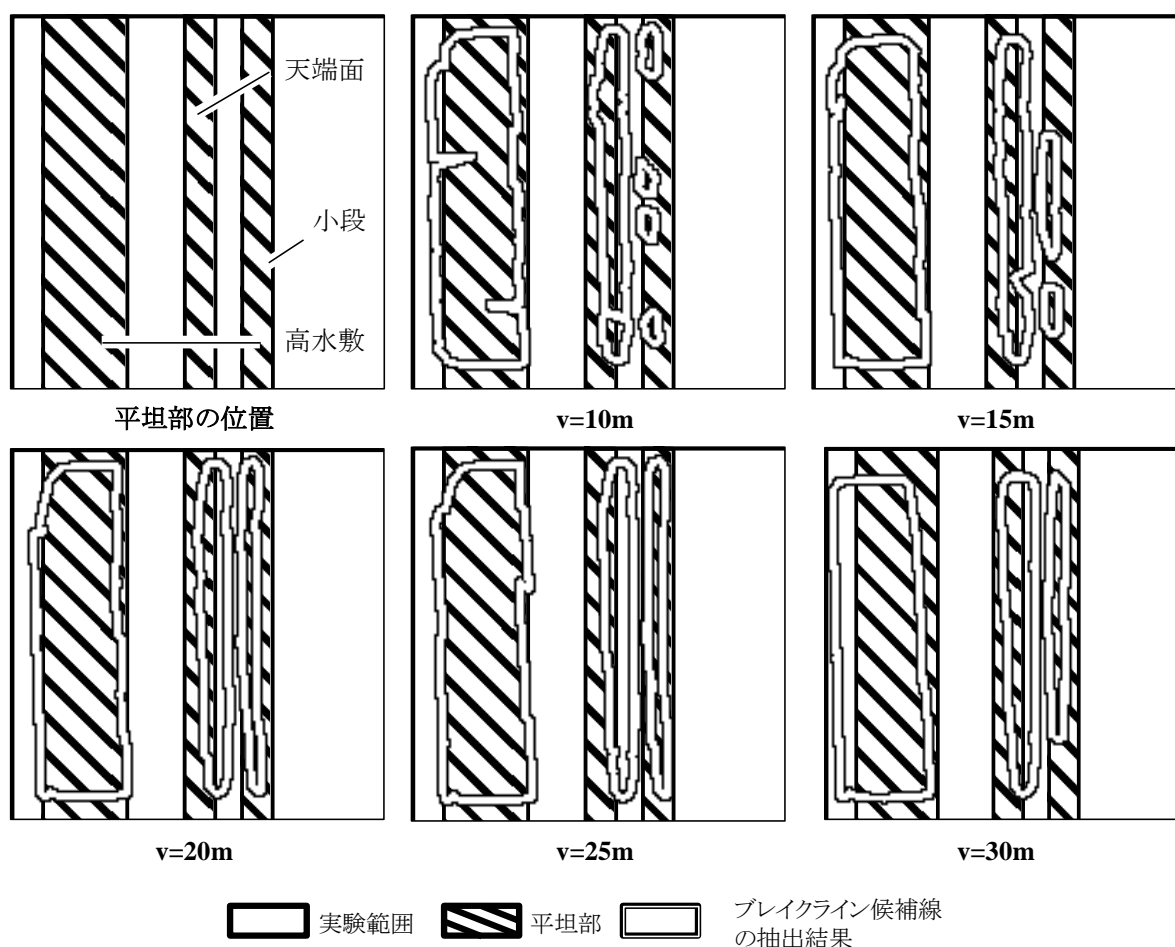 天端面
小段
高水敷
平坦部の位置
v=10m
v=15m
v=20m
v=25m
v=30m
実験範囲
平坦部
ブレイクライン候補線
の抽出結果